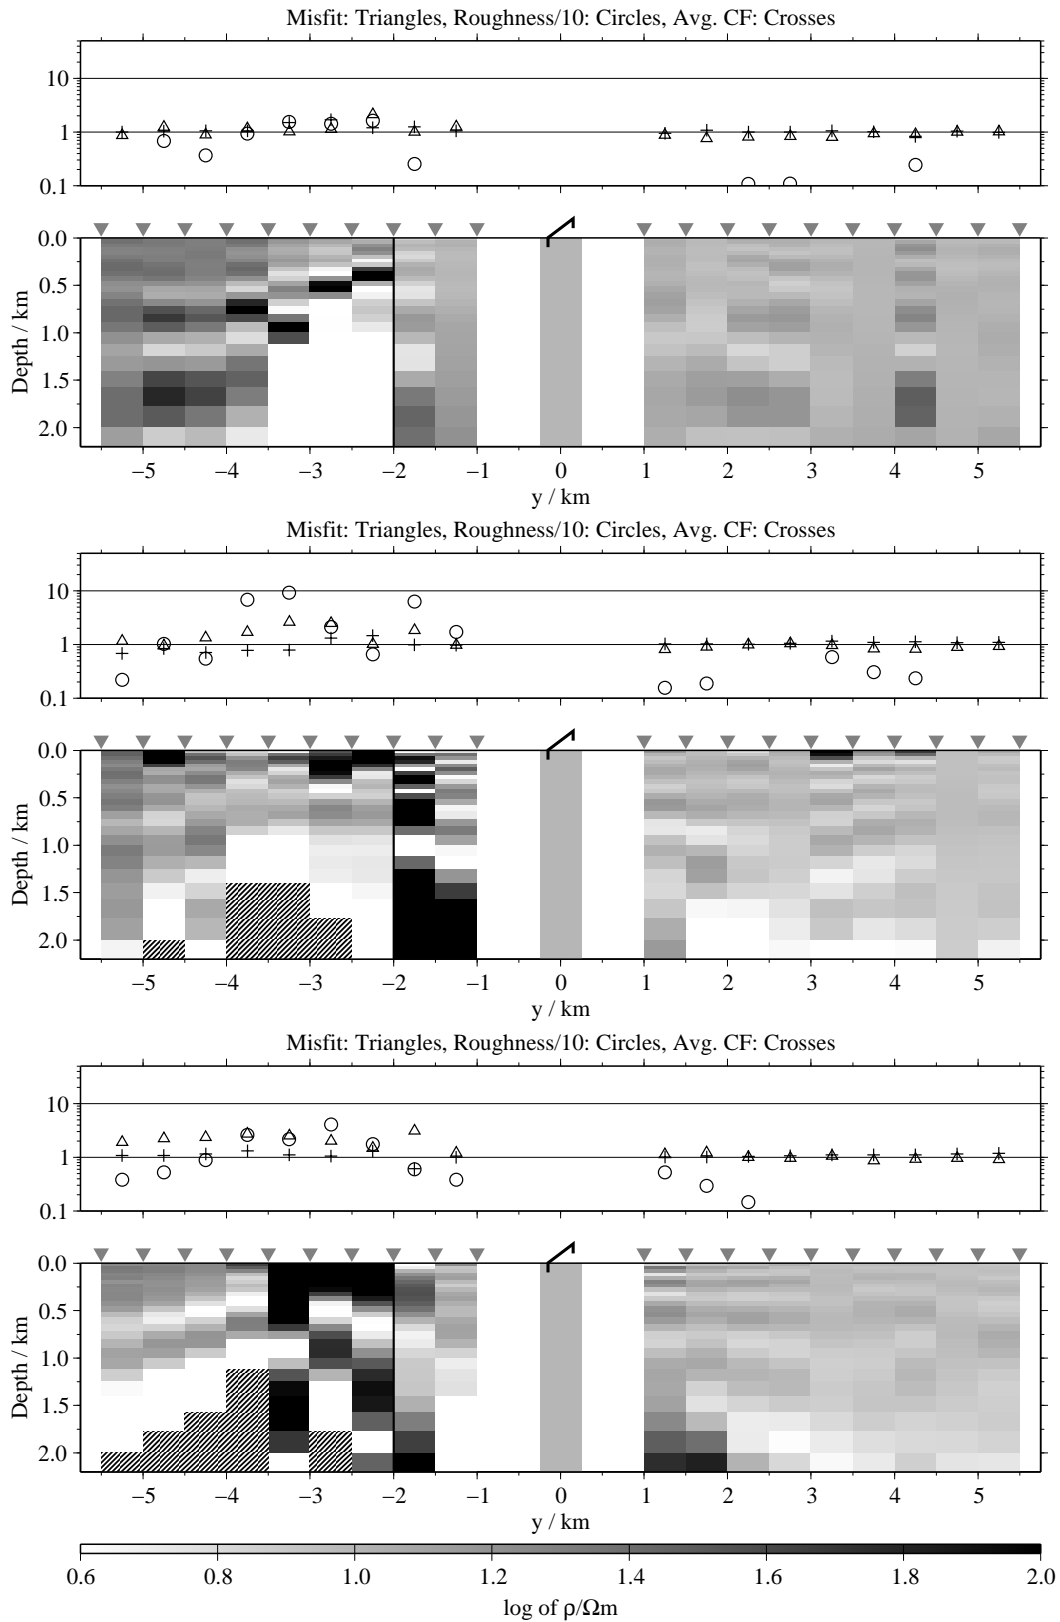 Misfit: Triangles, Roughness/10: Circles, Avg. CF: Crosses
10
1
0.1
0.0
0.5
1.0
1.5
2.0
Depth / km
−5 −4 −3 −2 −1 0 1 2 3 4 5
y / km
Misfit: Triangles, Roughness/10: Circles, Avg. CF: Crosses
10
1
0.1
0.0
0.5
1.0
1.5
2.0
Depth / km
−5 −4 −3 −2 −1 0 1 2 3 4 5
y / km
Misfit: Triangles, Roughness/10: Circles, Avg. CF: Crosses
10
1
0.1
0.0
0.5
1.0
1.5
2.0
Depth / km
−5 −4 −3 −2 −1 0 1 2 3 4 5
y / km
0.6 0.8 1.0 1.2 1.4 1.6 1.8 2.0
log of ρ/Ωm